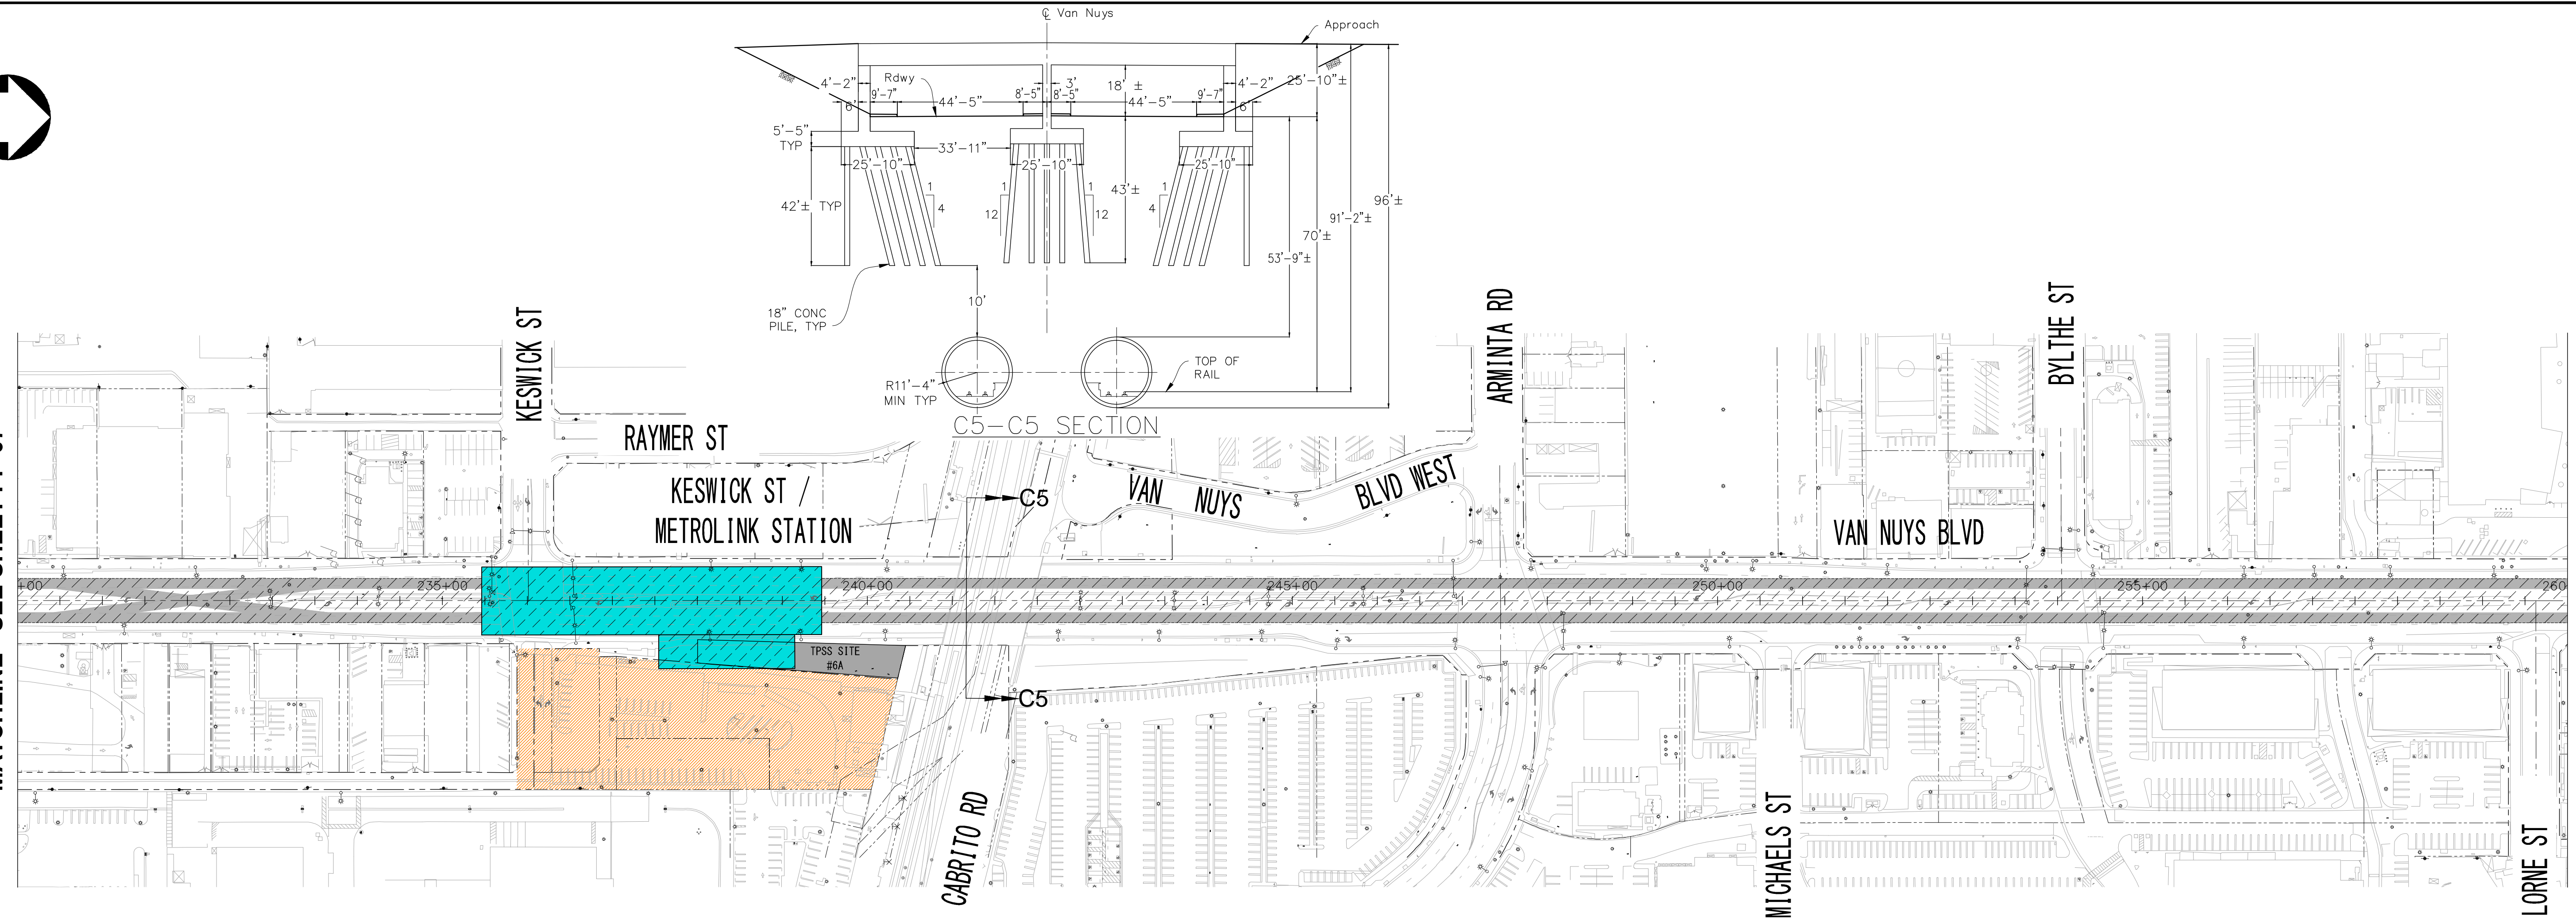 ℄ Van Nuys
Approach
Rdwy
4'-2"
3'
18' ±
4'-2"
25'-10"±
9'-7"
44'-5"
8'-5"
8'-5"
44'-5"
9'-7"
6'
6'
5'-5"
TYP
33'-11"
25'-10"
25'-10"
25'-10"
1
4
1
12
1
12
1
4
43'±
42'± TYP
96'±
91'-2"±
70'±
53'-9"±
10'
18" CONC
PILE, TYP
R11'-4"
MIN TYP
TOP OF
RAIL
C5-C5 SECTION
KESWICK ST
RAYMER ST
KESWICK ST /
METROLINK STATION
C5
VAN NUYS
BLVD WEST
ARMINTA RD
BYLTHE ST
VAN NUYS BLVD
+00
235+00
240+00
245+00
250+00
255+00
260
TPSS SITE
#6A
C5
CABRITO RD
MICHAELS ST
LORNE ST